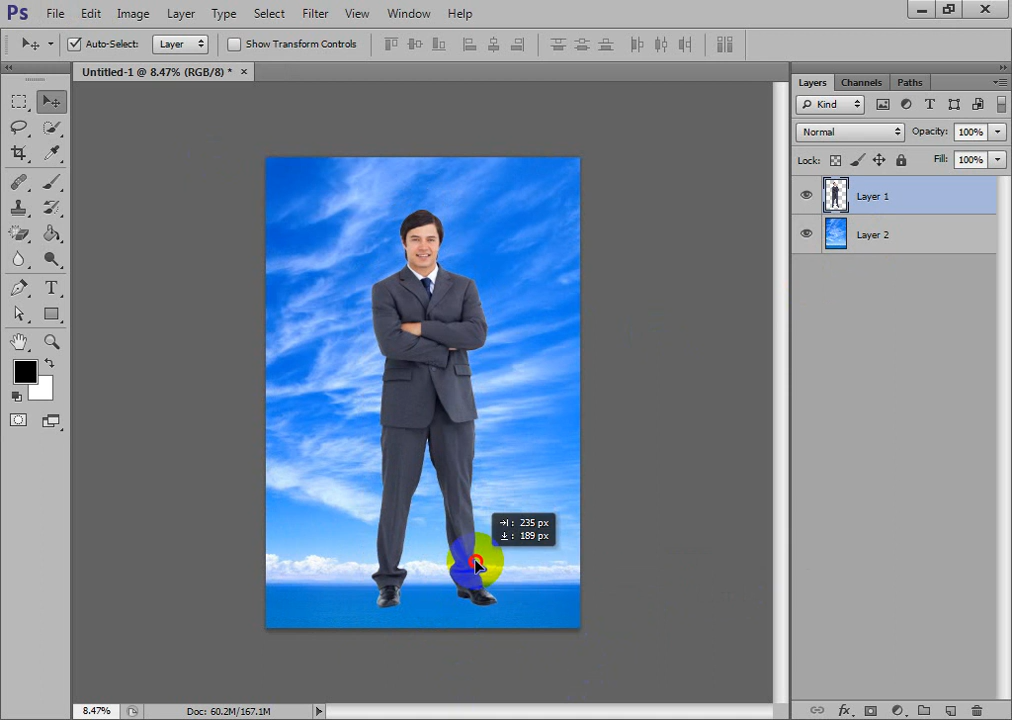 Ps File Edit Image Layer Type Select Filter View Window Help
Auto-Select: Layer Show Transform Controls
Untitled-1 @ 8.47% (RGB/8) * ×
Layers Channels Paths
Kind
Normal Opacity: 100%
Lock: Fill: 100%
Layer 1
Layer 2
T
235 px
189 px
8.47% Doc: 60.2M/167.1M
fx